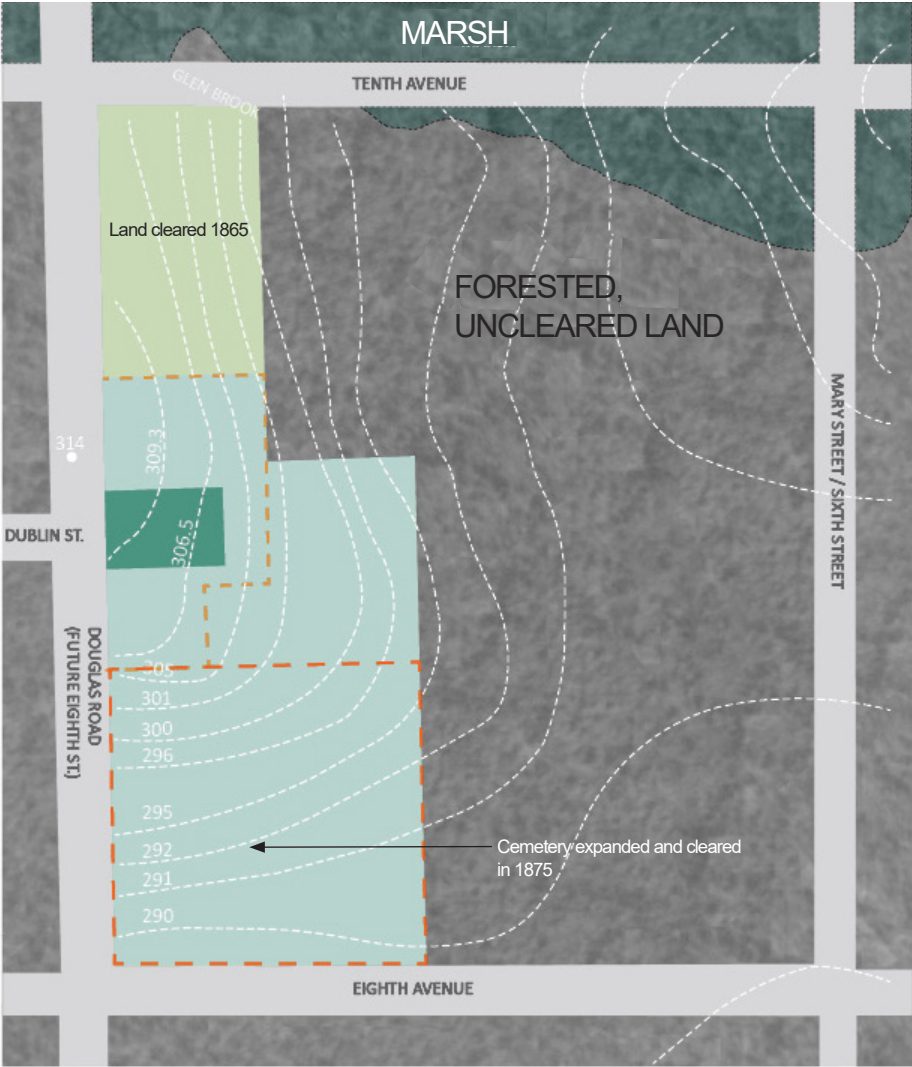 MARSH
TENTH AVENUE
GLEN BROOK
Land cleared 1865
FORESTED,
UNCLEARED LAND
314
309.3
306.5
DUBLIN ST.
MARY STREET / SIXTH STREET
DOUGLAS ROAD
(FUTURE EIGHTH ST.)
305
301
300
296
295
292
291
290
Cemetery expanded and cleared
in 1875
EIGHTH AVENUE